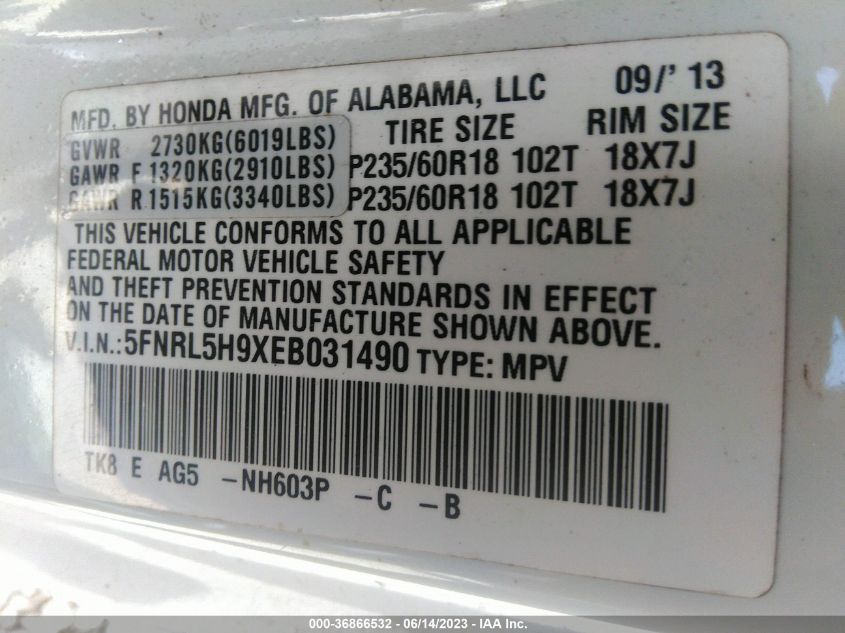 MFD. BY HONDA MFG. OF ALABAMA, LLC 09/' 13
GVWR 2730KG(6019LBS) TIRE SIZE RIM SIZE
GAWR F 1320KG(2910LBS) P235/60R18 102T 18X7J
GAWR R 1515KG(3340LBS) P235/60R18 102T 18X7J
THIS VEHICLE CONFORMS TO ALL APPLICABLE
FEDERAL MOTOR VEHICLE SAFETY
AND THEFT PREVENTION STANDARDS IN EFFECT
ON THE DATE OF MANUFACTURE SHOWN ABOVE.
V.I.N.: 5FNRL5H9XEB031490 TYPE: MPV
TK8 E AG5 -NH603P -C -B
000-36866532 - 06/14/2023 - IAA Inc.